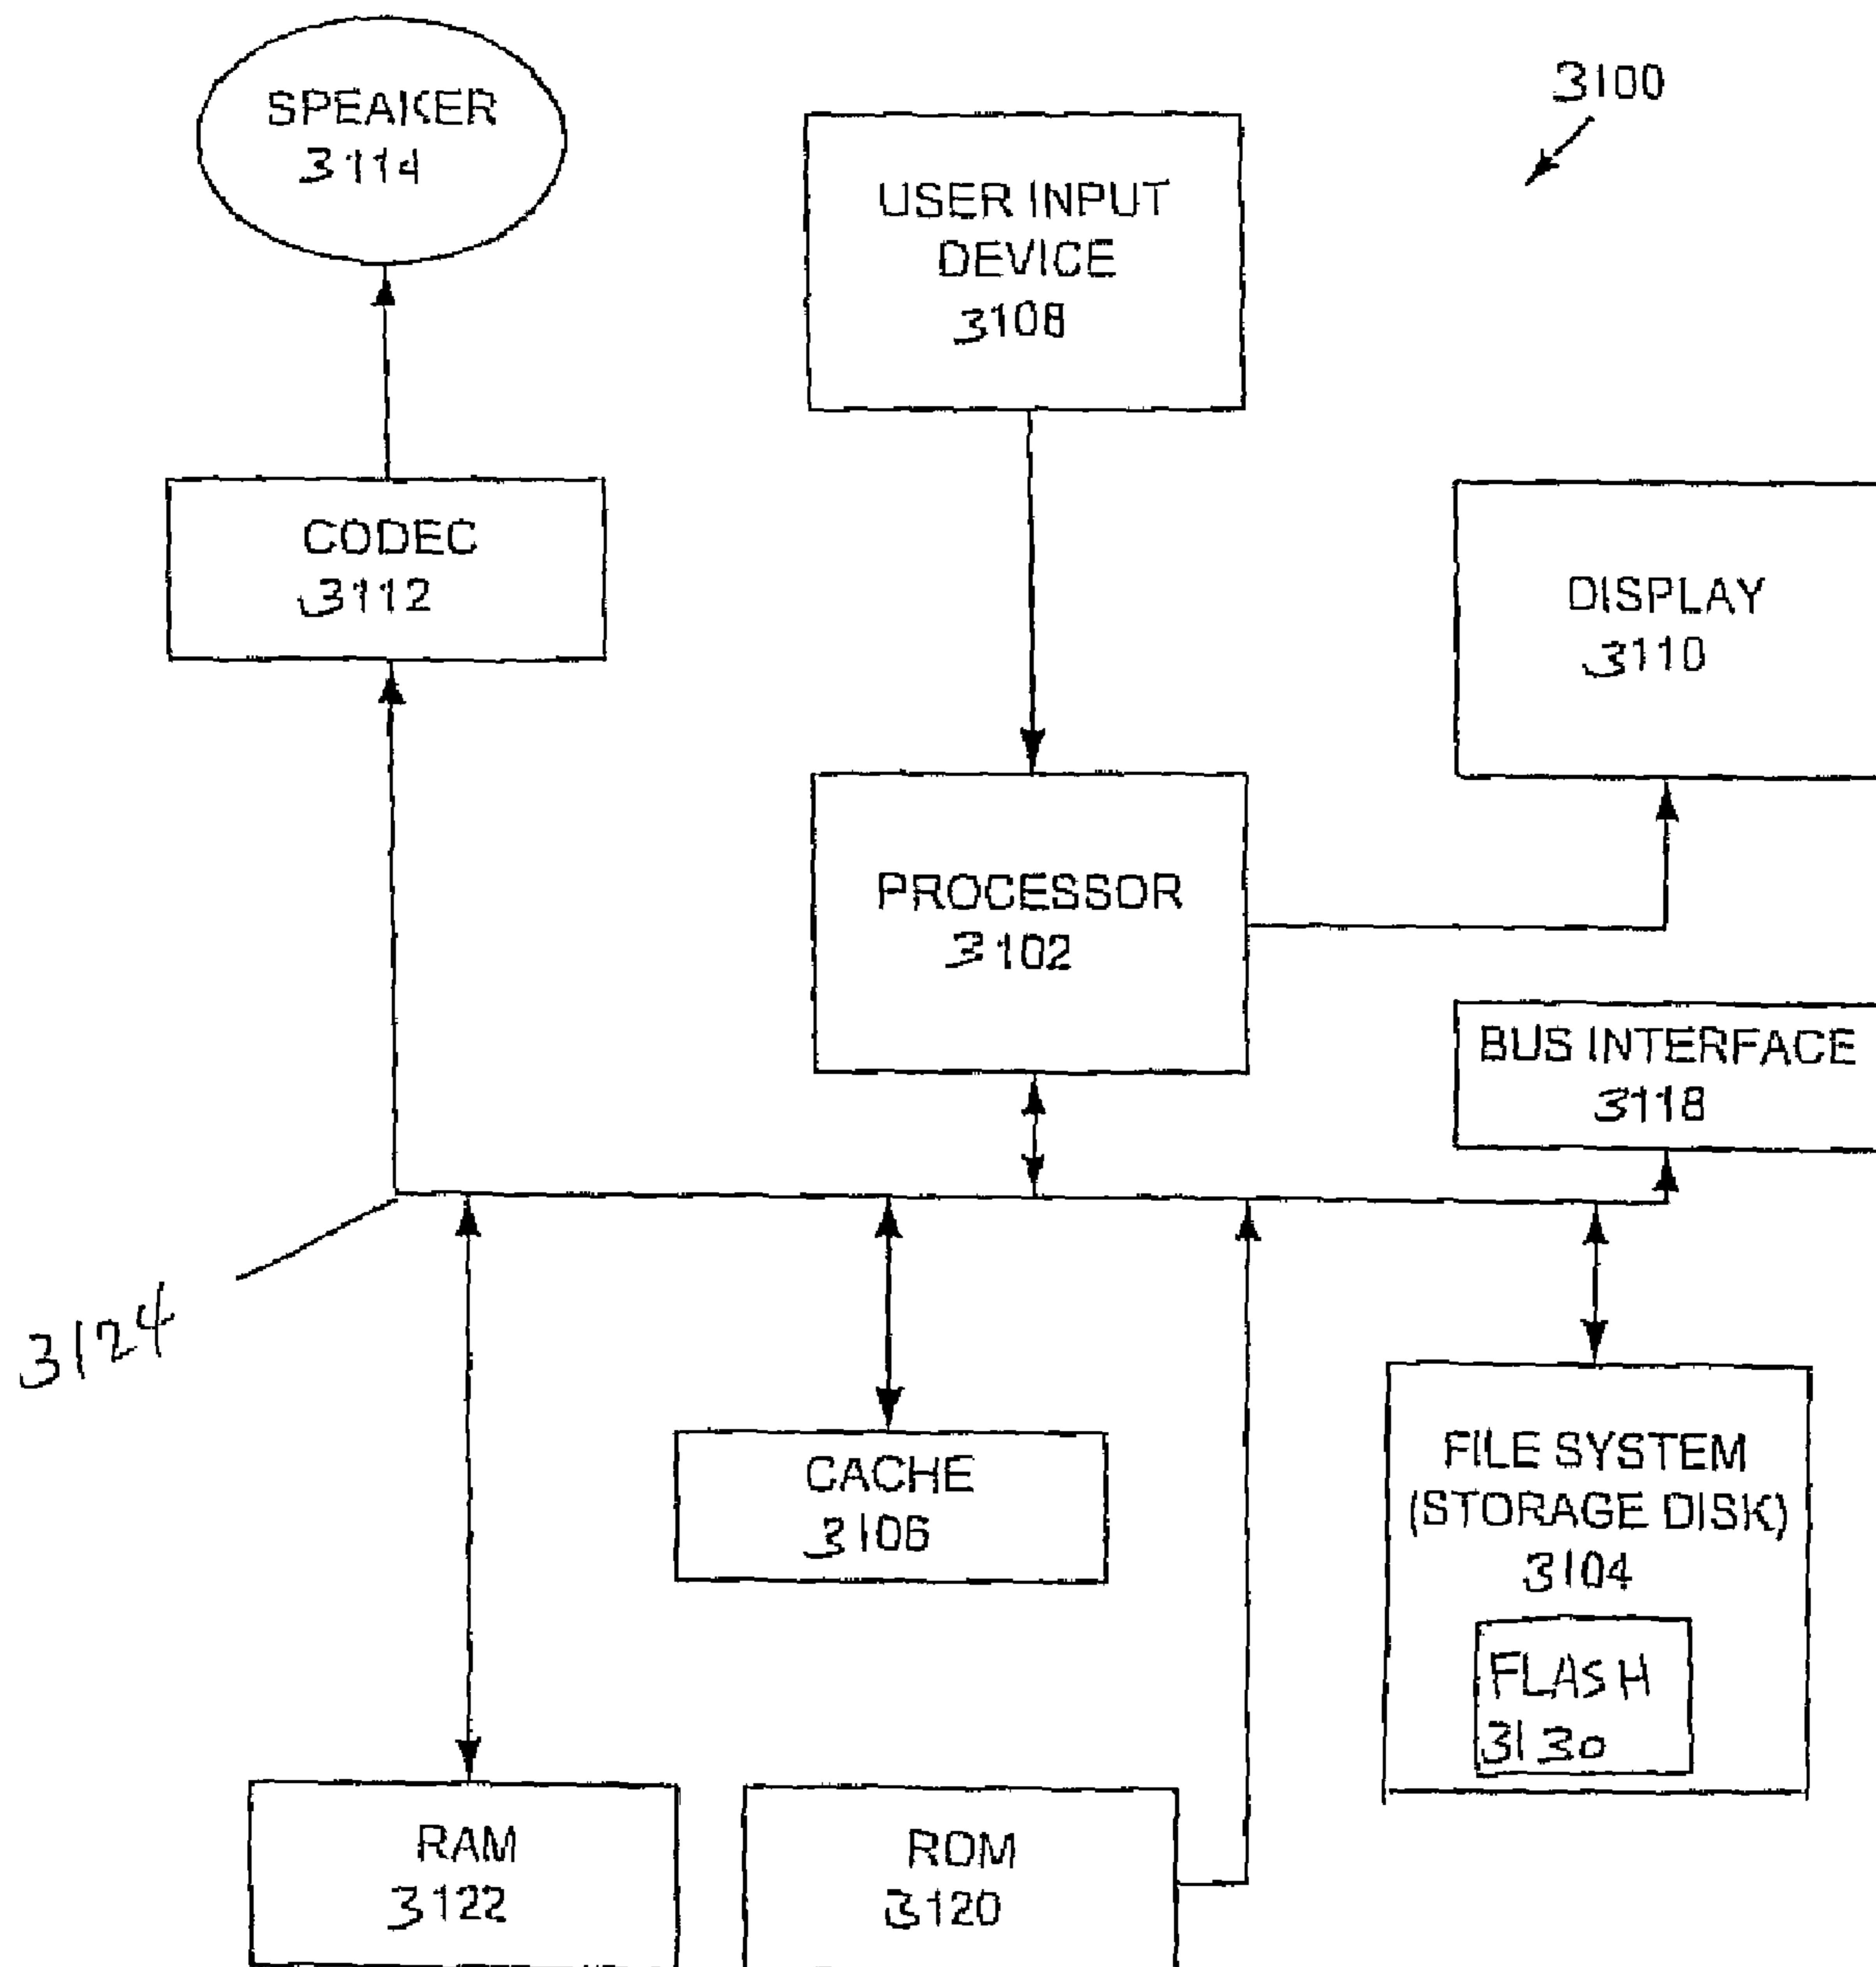 SPEAKER
3114
3100
USER INPUT
DEVICE
3108
CODEC
3112
DISPLAY
3110
PROCESSOR
3102
BUS INTERFACE
3118
3124
CACHE
3106
FILE SYSTEM
(STORAGE DISK)
3104
FLASH
3130
RAM
3122
ROM
3120